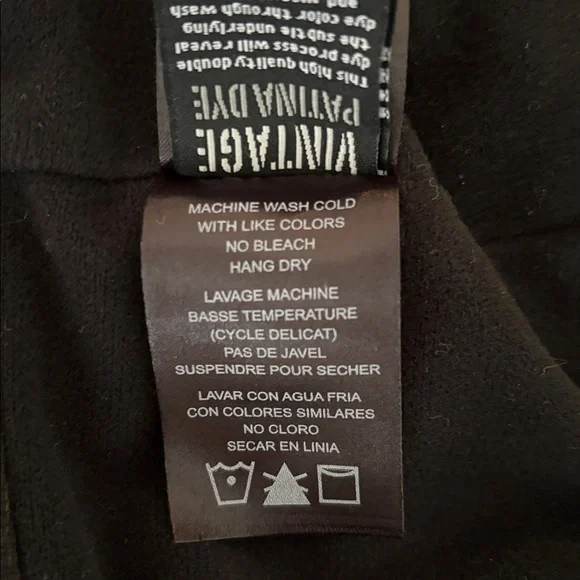 VINTAGE
PATINA DYE
This high quality double
dye process will reveal
the subtle underlying
dye color through wash
and
MACHINE WASH COLD
WITH LIKE COLORS
NO BLEACH
HANG DRY
LAVAGE MACHINE
BASSE TEMPERATURE
(CYCLE DELICAT)
PAS DE JAVEL
SUSPENDRE POUR SECHER
LAVAR CON AGUA FRIA
CON COLORES SIMILARES
NO CLORO
SECAR EN LINIA